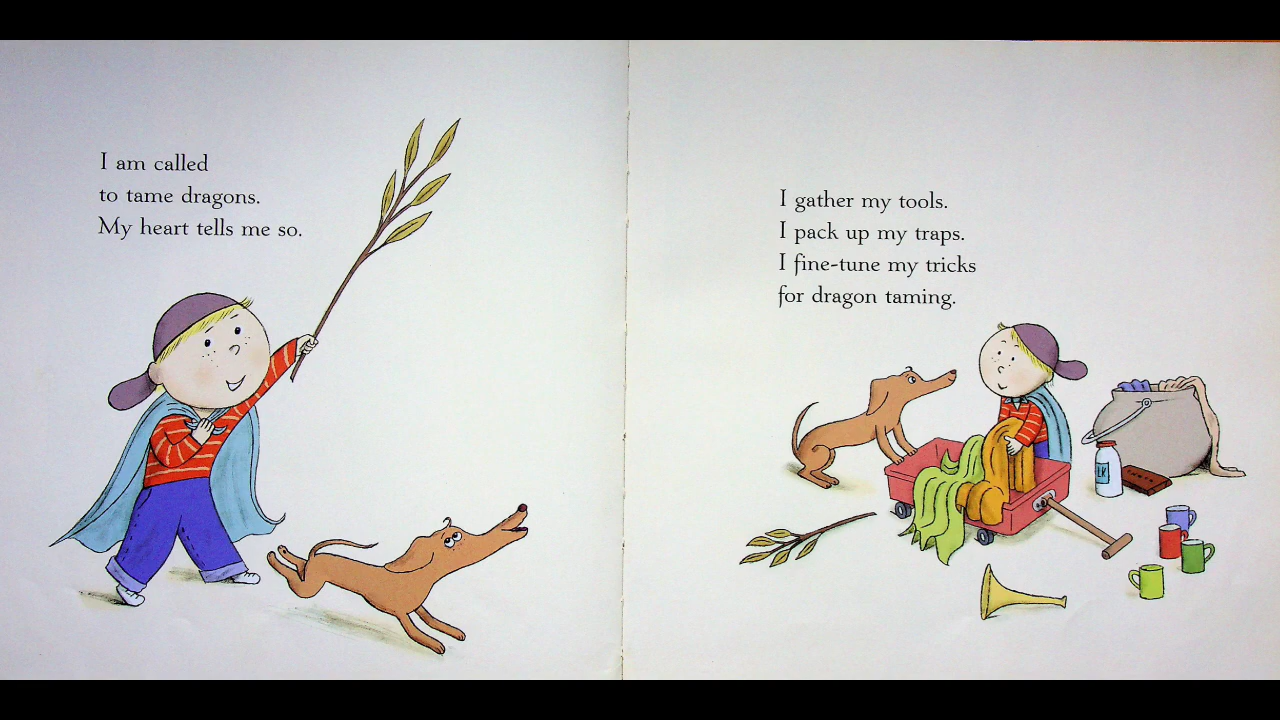 I am called
to tame dragons.
My heart tells me so.
I gather my tools.
I pack up my traps.
I fine-tune my tricks
for dragon taming.
LK